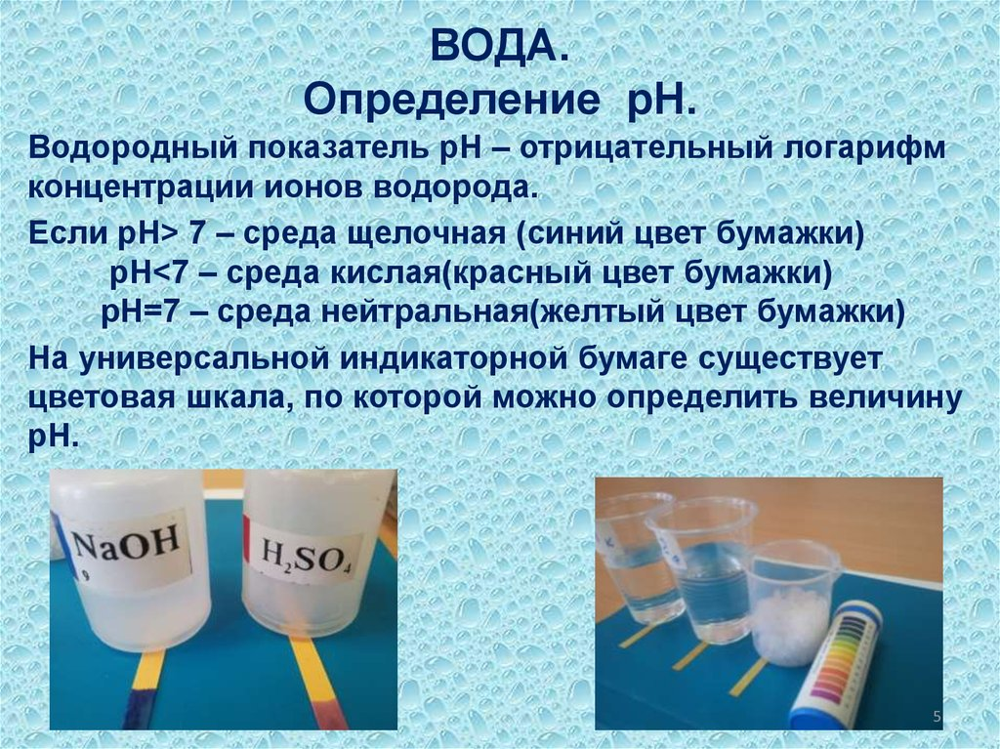 ВОДА.
Определение рН.
Водородный показатель рН – отрицательный логарифм
концентрации ионов водорода.
Если рН> 7 – среда щелочная (синий цвет бумажки)
рН<7 – среда кислая(красный цвет бумажки)
рН=7 – среда нейтральная(желтый цвет бумажки)
На универсальной индикаторной бумаге существует
цветовая шкала, по которой можно определить величину
рН.
NaOH
9
H₂SO₄
5